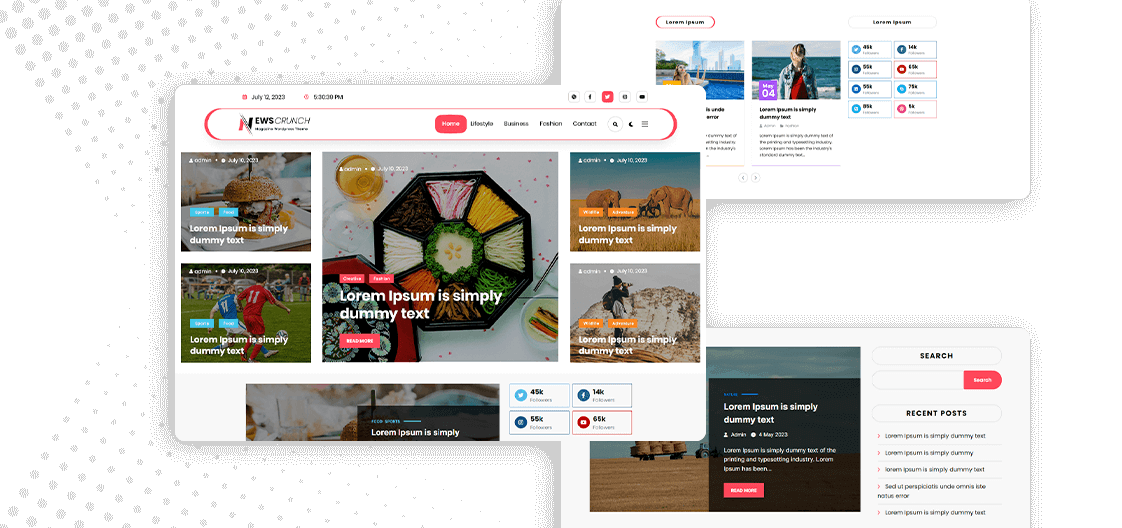 July 12, 2023
5:30:39 PM
NEWSCRUNCH
Magazine Wordpress Theme
Home
Lifestyle
Business
Fashion
Contact
admin • July 10, 2023
Sports
Food
Lorem Ipsum is simply
dummy text
admin • July 10, 2023
Sports
Food
Lorem Ipsum is simply
dummy text
admin • July 10, 2023
Creative
Fashion
Lorem Ipsum is simply
dummy text
READ MORE
admin • July 10, 2023
Wildlife
Adventure
Lorem Ipsum is simply
dummy text
admin • July 10, 2023
Wildlife
Adventure
Lorem Ipsum is simply
dummy text
FOOD SPORTS
Lorem Ipsum is simply
45k
Followers
14k
Followers
55k
Followers
65k
Followers
Lorem Ipsum
Lorem Ipsum
is unde
error
May
04
Lorem Ipsum is simply
dummy text
Admin
Fashion
Lorem Ipsum is simply dummy text of
the printing and typesetting industry.
Lorem Ipsum has been the industry's
standard dummy text...
45k
Followers
14k
Followers
55k
Followers
65k
Followers
55k
Followers
75k
Followers
85k
Followers
5k
Followers
Lorem Ipsum is simply
dummy text
Admin
4 May 2023
Lorem Ipsum is simply dummy text of the
printing and typesetting industry. Lorem
Ipsum has been...
READ MORE
SEARCH
Search
RECENT POSTS
Lorem Ipsum is simply dummy text
Lorem Ipsum is simply dummy
lorem Ipsum is simply dummy text
Sed ut perspiciatis unde omnis iste
natus error
Lorem Ipsum is simply dummy text